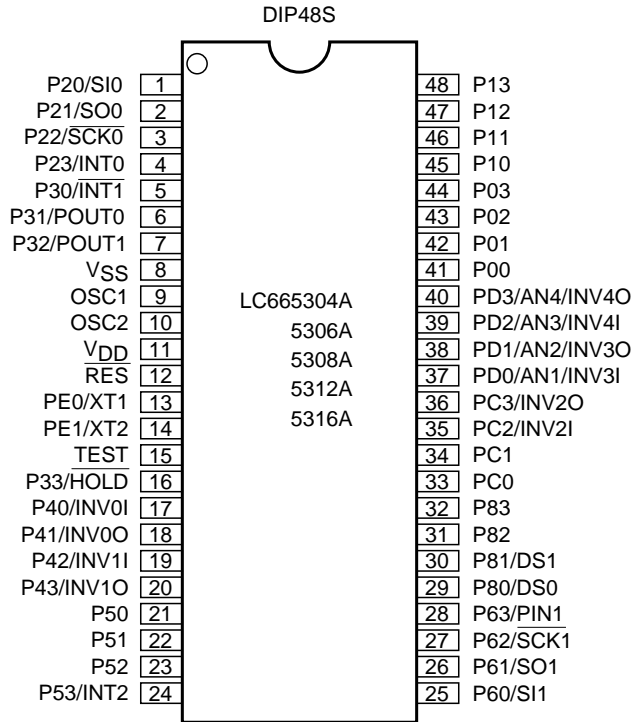 DIP48S
P20/SI0 1
P21/SO0 2
P22/S̅C̅K̅0̅ 3
P23/INT0 4
P30/I̅N̅T̅1̅ 5
P31/POUT0 6
P32/POUT1 7
VSS 8
OSC1 9
OSC2 10
VDD 11
R̅E̅S̅ 12
PE0/XT1 13
PE1/XT2 14
TEST 15
P33/H̅O̅L̅D̅ 16
P40/INV0I 17
P41/INV0O 18
P42/INV1I 19
P43/INV1O 20
P50 21
P51 22
P52 23
P53/INT2 24
LC665304A
5306A
5308A
5312A
5316A
48 P13
47 P12
46 P11
45 P10
44 P03
43 P02
42 P01
41 P00
40 PD3/AN4/INV4O
39 PD2/AN3/INV4I
38 PD1/AN2/INV3O
37 PD0/AN1/INV3I
36 PC3/INV2O
35 PC2/INV2I
34 PC1
33 PC0
32 P83
31 P82
30 P81/DS1
29 P80/DS0
28 P63/PIN1
27 P62/S̅C̅K̅1̅
26 P61/SO1
25 P60/SI1